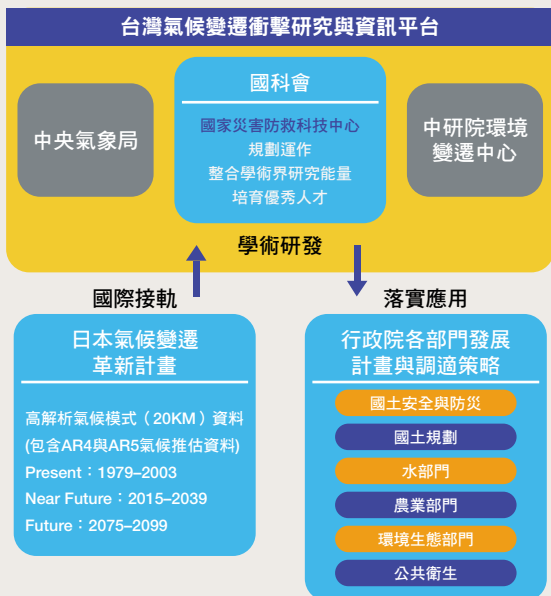 台灣氣候變遷衝擊研究與資訊平台
中央氣象局
國科會
國家災害防救科技中心
規劃運作
整合學術界研究能量
培育優秀人才
中研院環境
變遷中心
學術研發
國際接軌
日本氣候變遷
革新計畫
高解析氣候模式（20KM）資料
(包含AR4與AR5氣候推估資料)
Present：1979–2003
Near Future：2015–2039
Future：2075–2099
落實應用
行政院各部門發展
計畫與調適策略
國土安全與防災
國土規劃
水部門
農業部門
環境生態部門
公共衛生